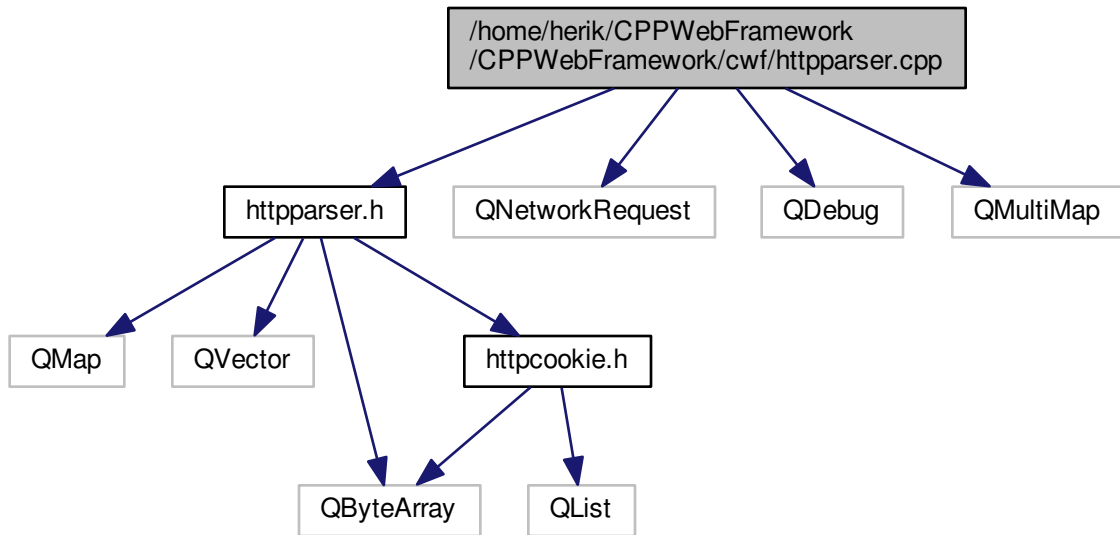 /home/herik/CPPWebFramework
/CPPWebFramework/cwf/httpparser.cpp
httpparser.h
QNetworkRequest
QDebug
QMultiMap
QMap
QVector
httpcookie.h
QByteArray
QList